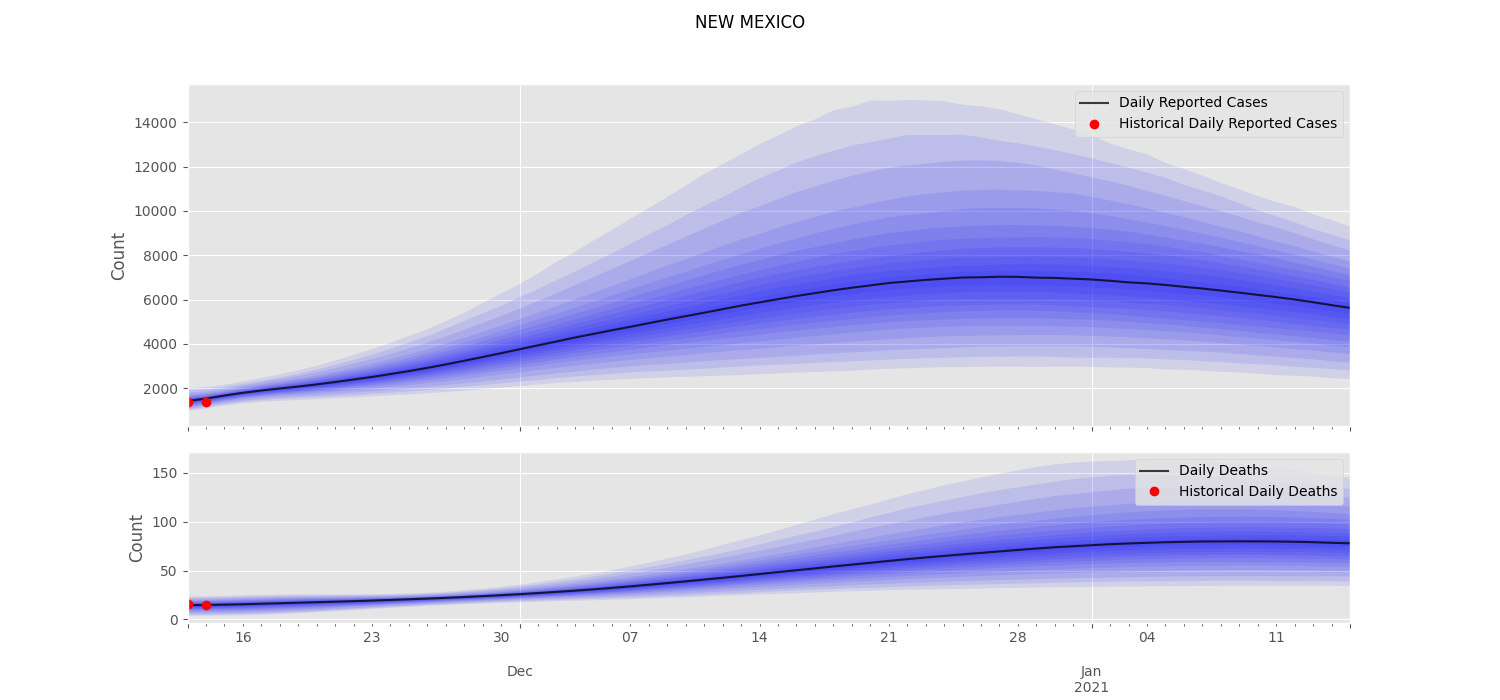 NEW MEXICO
Count
14000
12000
10000
8000
6000
4000
2000
Daily Reported Cases
Historical Daily Reported Cases
Count
150
100
50
0
Daily Deaths
Historical Daily Deaths
16 23 30 07 14 21 28 04 11
Dec Jan
2021